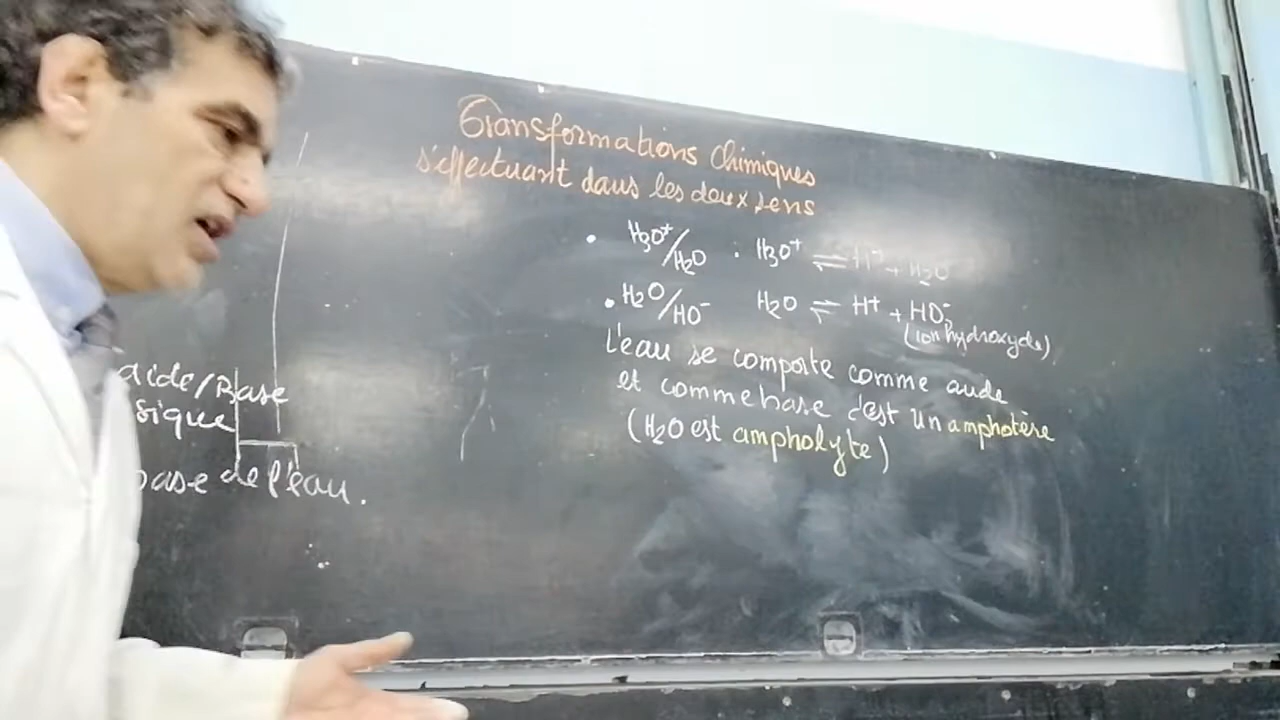 Transformations chimiques
s'effectuant dans les deux sens
• H3O+/H2O : H3O+ ⇌ H+ + H2O
• H2O/HO- H2O ⇌ H+ + HO-
(ion hydroxyde)
L'eau se comporte comme acide
et comme base c'est un amphotère
(H2O est ampholyte)
acide/Base
sique
base de l'eau.